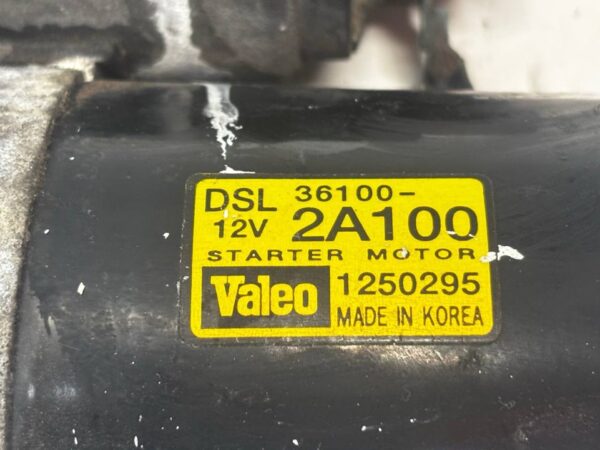 DSL 36100-
12V 2A100
STARTER MOTOR
Valeo 1250295
MADE IN KOREA